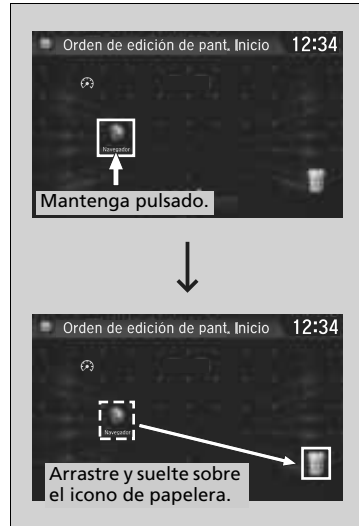 Orden de edición de pant. Inicio 12:34
Navegador
Mantenga pulsado.
Orden de edición de pant. Inicio 12:34
Navegador
Arrastre y suelte sobre
el icono de papelera.